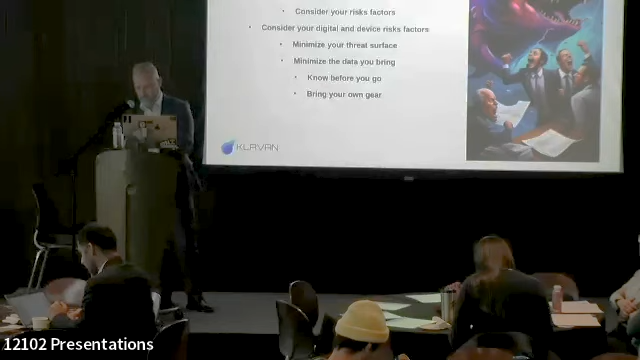 Consider your risks factors
Consider your digital and device risks factors
Minimize your threat surface
Minimize the data you bring
Know before you go
Bring your own gear
KLAVAN
12102 Presentations